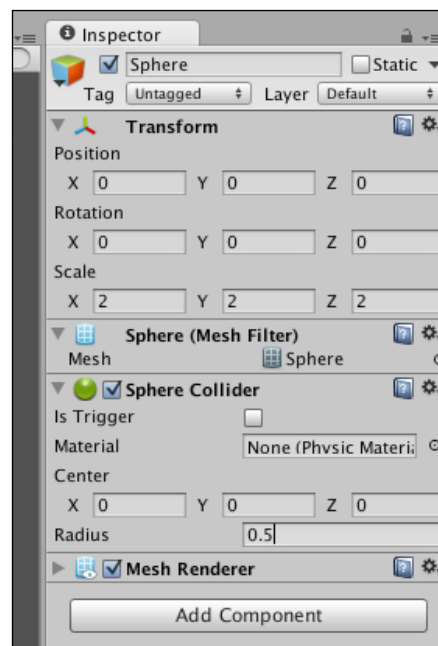 Inspector
Sphere Static
Tag Untagged Layer Default
Transform
Position
X 0 Y 0 Z 0
Rotation
X 0 Y 0 Z 0
Scale
X 2 Y 2 Z 2
Sphere (Mesh Filter)
Mesh Sphere
Sphere Collider
Is Trigger
Material None (Physic Materia
Center
X 0 Y 0 Z 0
Radius 0.5
Mesh Renderer
Add Component